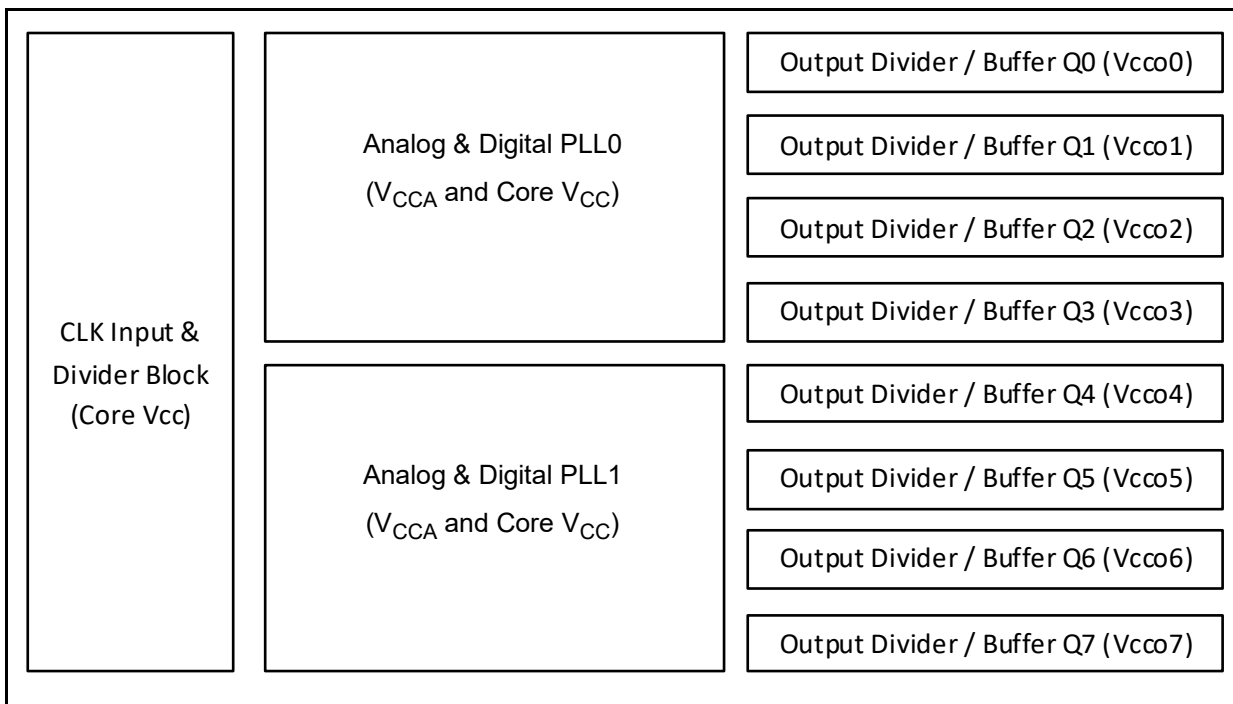 CLK Input &
Divider Block
(Core Vcc)
Analog & Digital PLL0
(VCCA and Core VCC)
Analog & Digital PLL1
(VCCA and Core VCC)
Output Divider / Buffer Q0 (Vcco0)
Output Divider / Buffer Q1 (Vcco1)
Output Divider / Buffer Q2 (Vcco2)
Output Divider / Buffer Q3 (Vcco3)
Output Divider / Buffer Q4 (Vcco4)
Output Divider / Buffer Q5 (Vcco5)
Output Divider / Buffer Q6 (Vcco6)
Output Divider / Buffer Q7 (Vcco7)